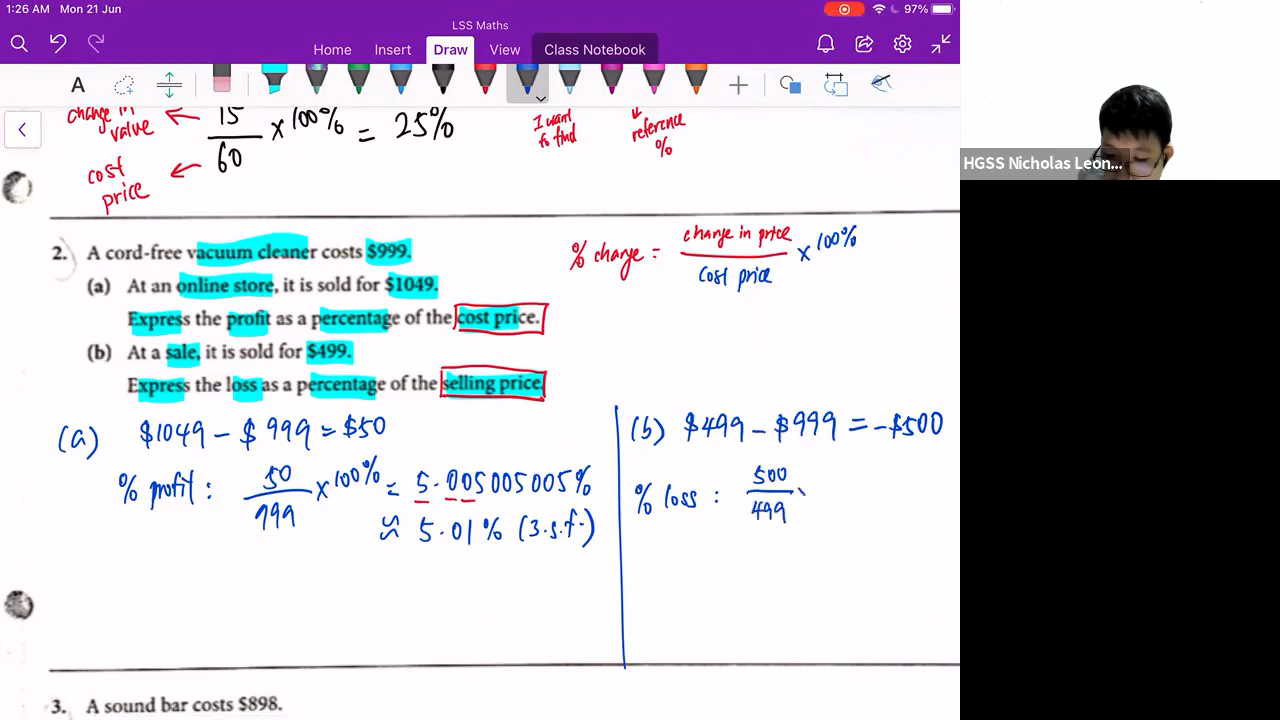 1:26 AM Mon 21 Jun
97%
LSS Maths
Home Insert Draw View Class Notebook
A
change in value
15
60
x 100% = 25%
cost price
I want to find
reference %
2. A cord-free vacuum cleaner costs $999.
(a) At an online store, it is sold for $1049.
Express the profit as a percentage of the cost price.
(b) At a sale, it is sold for $499.
Express the loss as a percentage of the selling price.
% change = change in price
cost price
x 100%
(a) $1049 - $999 = $50
% profit : 50
999
x 100% = 5.005005005%
≈ 5.01% (3.s.f.)
(b) $499 - $999 = -$500
% loss : 500
499
3. A sound bar costs $898.
HGSS Nicholas Leon...